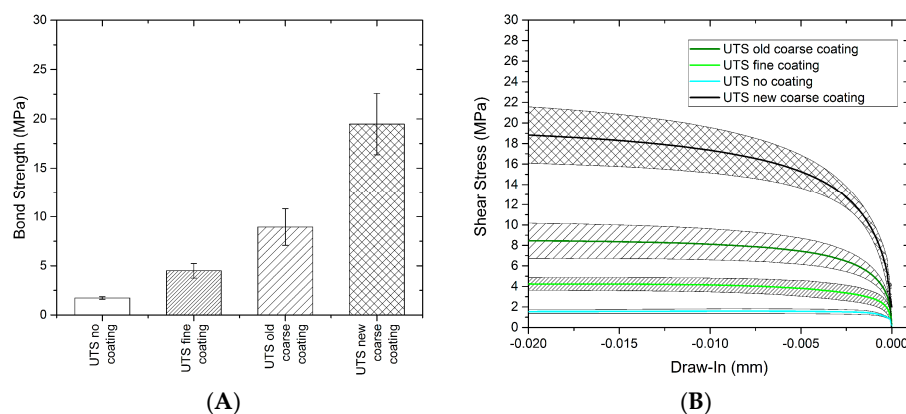 30
25
20
15
10
5
0
Bond Strength (MPa)
UTS no
coating
UTS fine
coating
UTS old
coarse
coating
UTS new
coarse
coating
(A)
30
28
26
24
22
20
18
16
14
12
10
8
6
4
2
0
Shear Stress (MPa)
UTS old coarse coating
UTS fine coating
UTS no coating
UTS new coarse coating
-0.020
-0.015
-0.010
-0.005
0.000
Draw-In (mm)
(B)